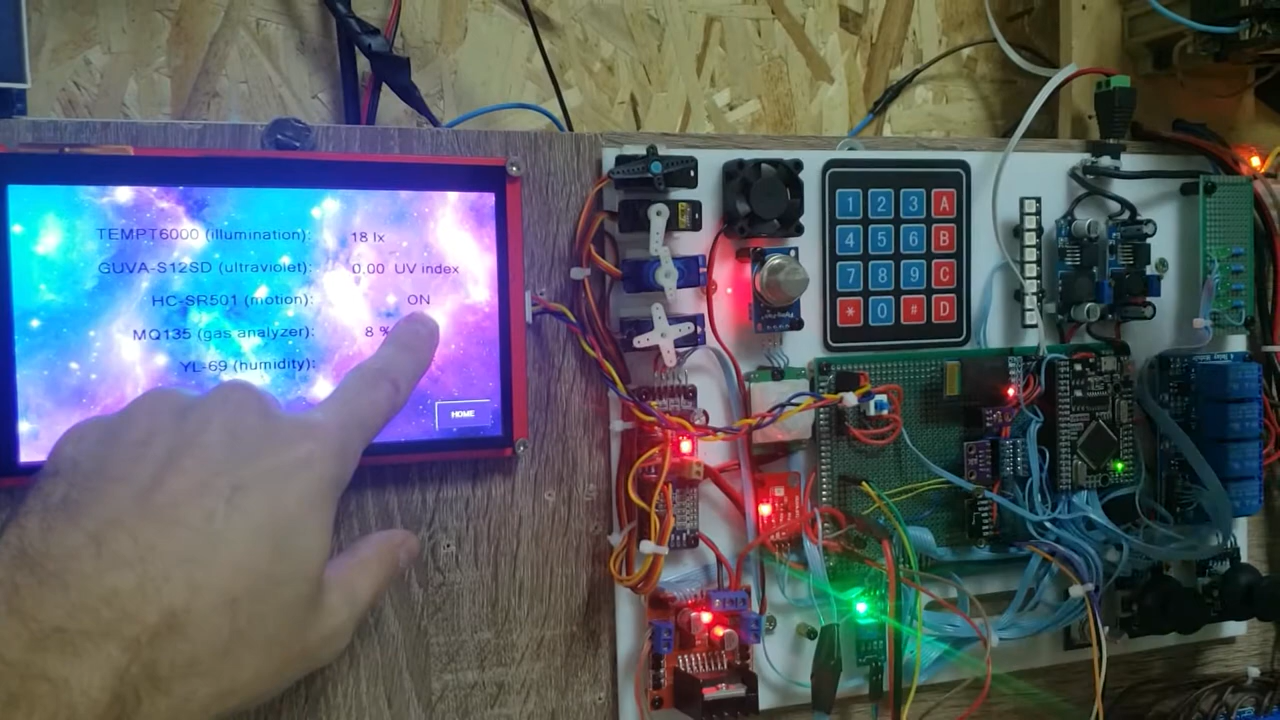 TEMPT6000 (illumination): 18 lx
GUVA-S12SD (ultraviolet): 0,00 UV index
HC-SR501 (motion): ON
MQ135 (gas analyzer): 8 %
YL-69 (humidity):
HOME
1 2 3 A
4 5 6 B
7 8 9 C
* 0 # D